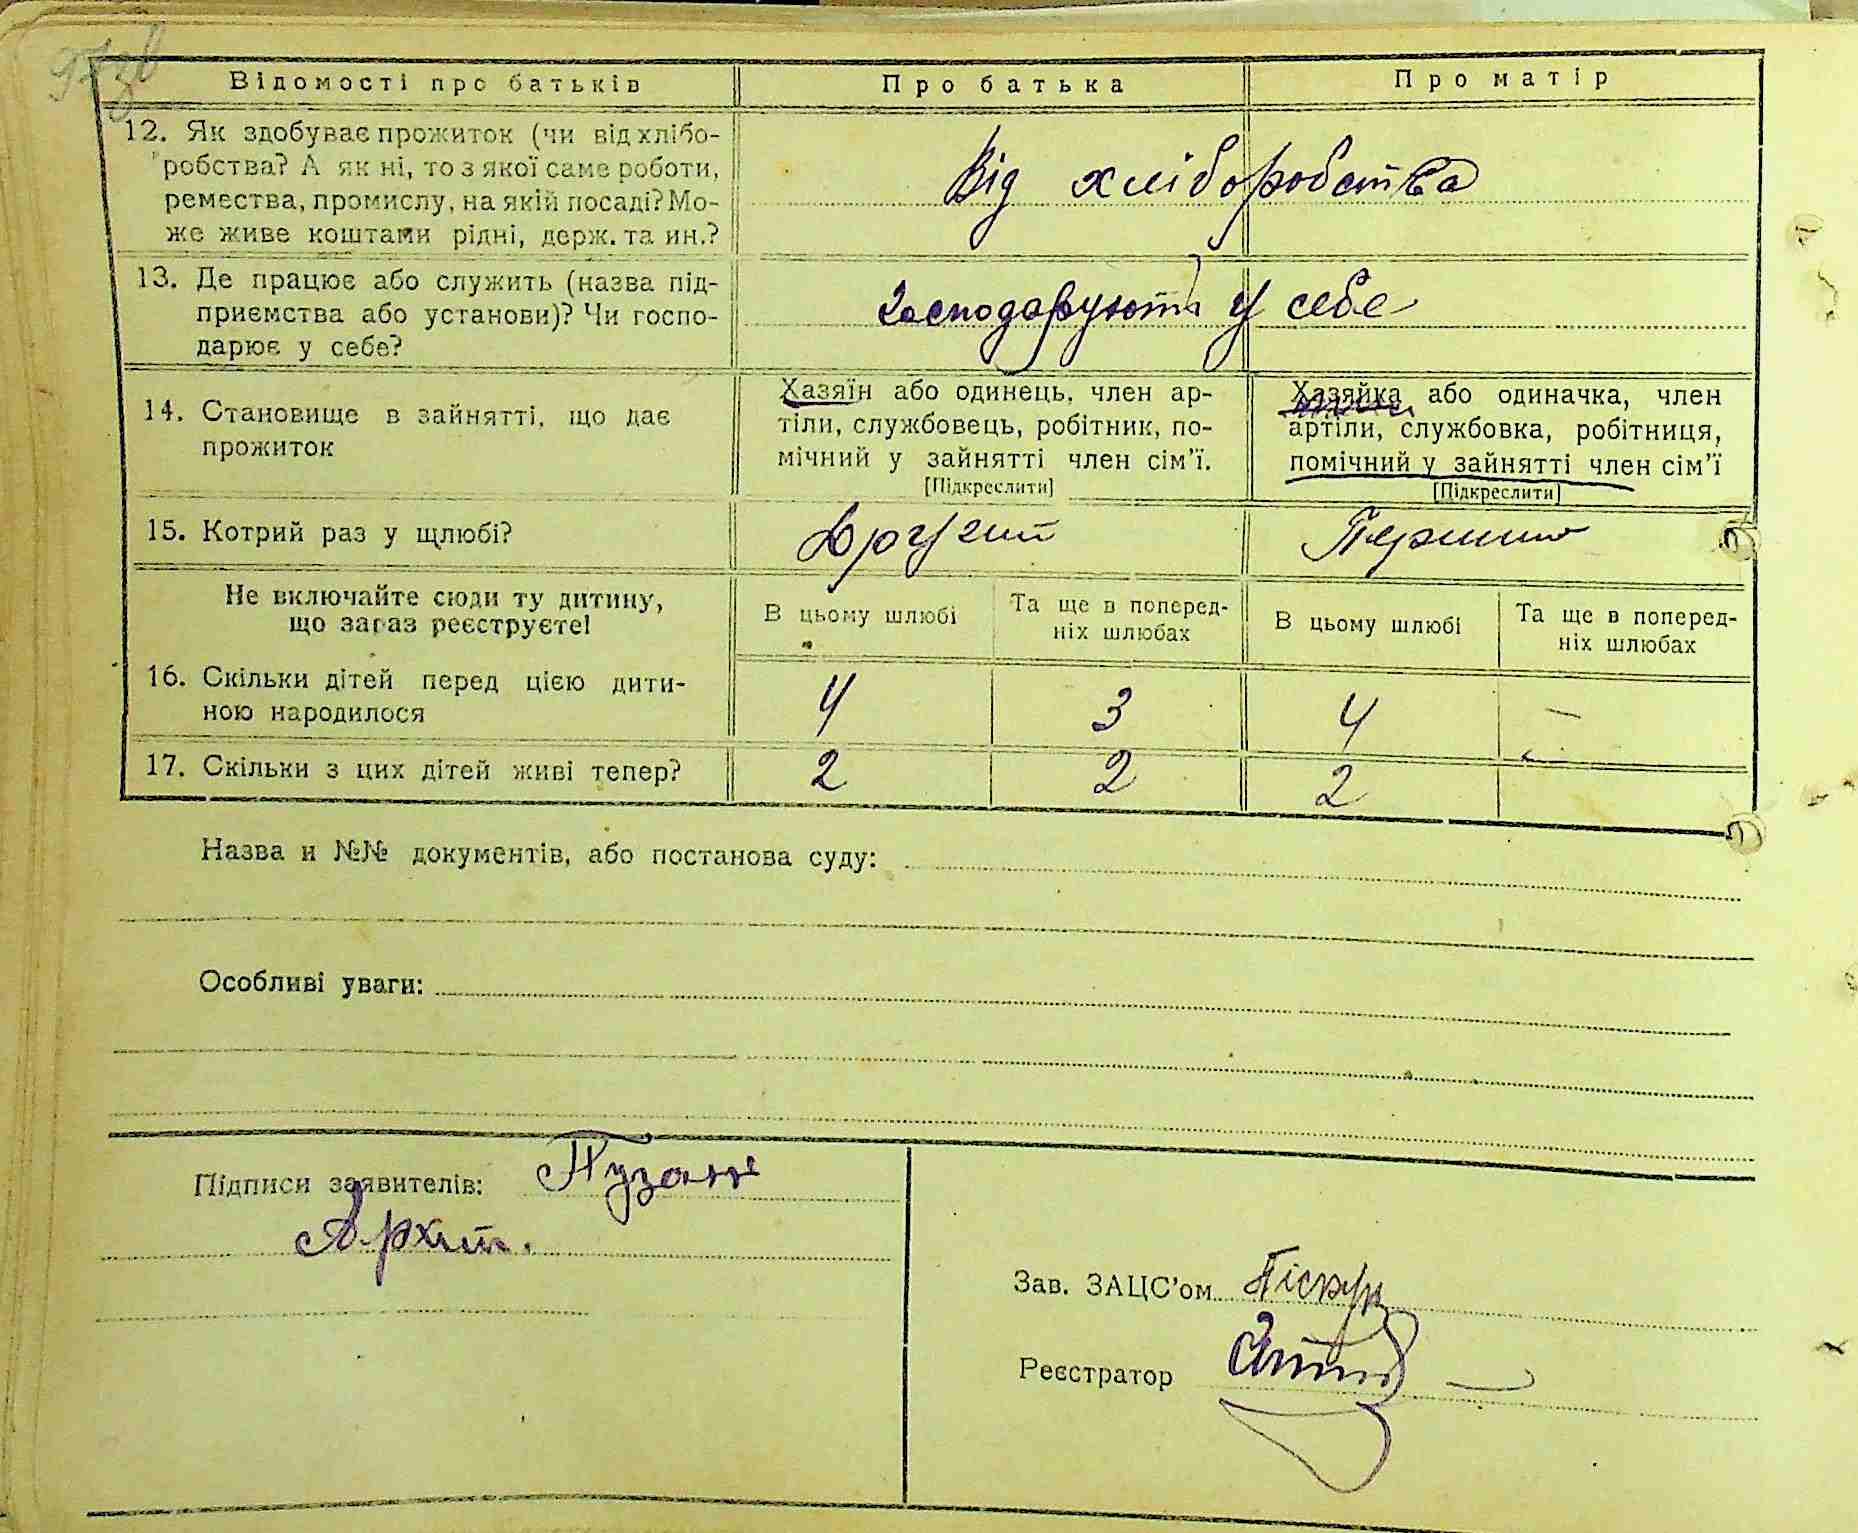 97зв
Відомості про батьків Про батька Про матір
12. Як здобуває прожиток (чи від хлібо-
робства? А як ні, то з якої саме роботи,
ремества, промислу, на якій посаді? Мо-
же живе коштами рідні, держ. та ин.?
Від хліборобства
13. Де працює або служить (назва під-
приємства або установи)? Чи госпо-
дарює у себе?
Господарують у себе
14. Становище в зайнятті, що дає
прожиток
Хазяїн або одинець, член ар-
тіли, службовець, робітник, по-
мічний у зайнятті член сім'ї.
[Підкреслити]
Хазяйка або одиначка, член
артіли, службовка, робітниця,
помічний у зайнятті член сім'ї
[Підкреслити]
15. Котрий раз у щлюбі? Другий Перший
Не включайте сюди ту дитину,
що зараз реєструєте!
В цьому шлюбі
Та ще в поперед-
ніх шлюбах
В цьому шлюбі
Та ще в поперед-
ніх шлюбах
16. Скільки дітей перед цією дити-
ною народилося
4 3 4 —
17. Скільки з цих дітей живі тепер? 2 2 2
Назва и №№ документів, або постанова суду:
Особливі уваги:
Підписи заявителів: Пузан
Архип.
Зав. ЗАЦС'ом Піскун
Реєстратор